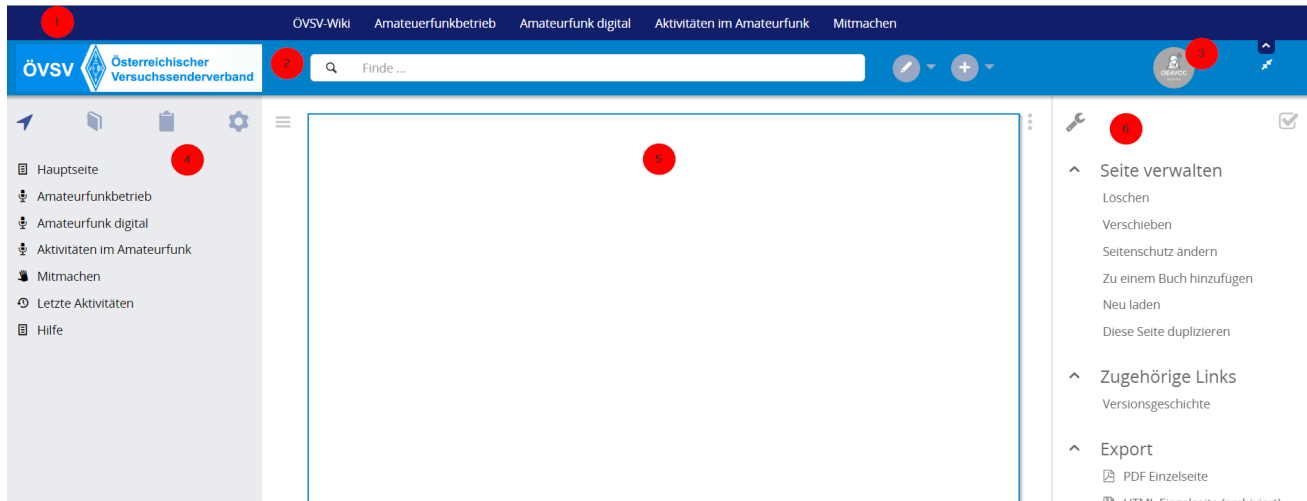 1
ÖVSV-Wiki Amateuerfunkbetrieb Amateurfunk digital Aktivitäten im Amateurfunk Mitmachen
ÖVSV
Österreichischer
Versuchssenderverband
2
Finde ...
3
4
5
6
Hauptseite
Amateurfunkbetrieb
Amateurfunk digital
Aktivitäten im Amateurfunk
Mitmachen
Letzte Aktivitäten
Hilfe
Seite verwalten
Löschen
Verschieben
Seitenschutz ändern
Zu einem Buch hinzufügen
Neu laden
Diese Seite duplizieren
Zugehörige Links
Versionsgeschichte
Export
PDF Einzelseite